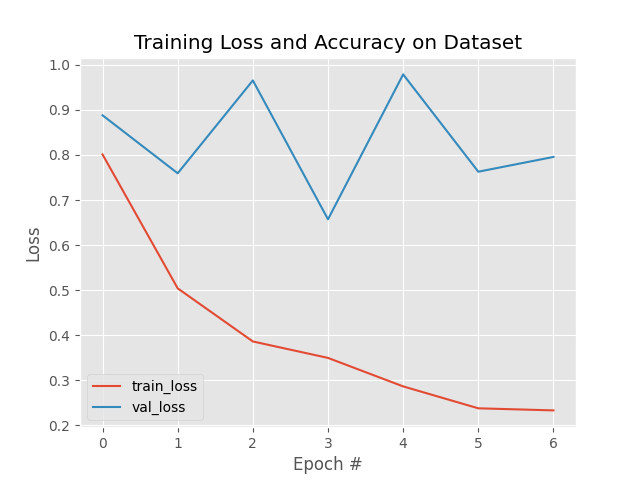 Training Loss and Accuracy on Dataset
1.0
0.9
0.8
0.7
0.6
0.5
0.4
0.3
0.2
Loss
train_loss
val_loss
0 1 2 3 4 5 6
Epoch #